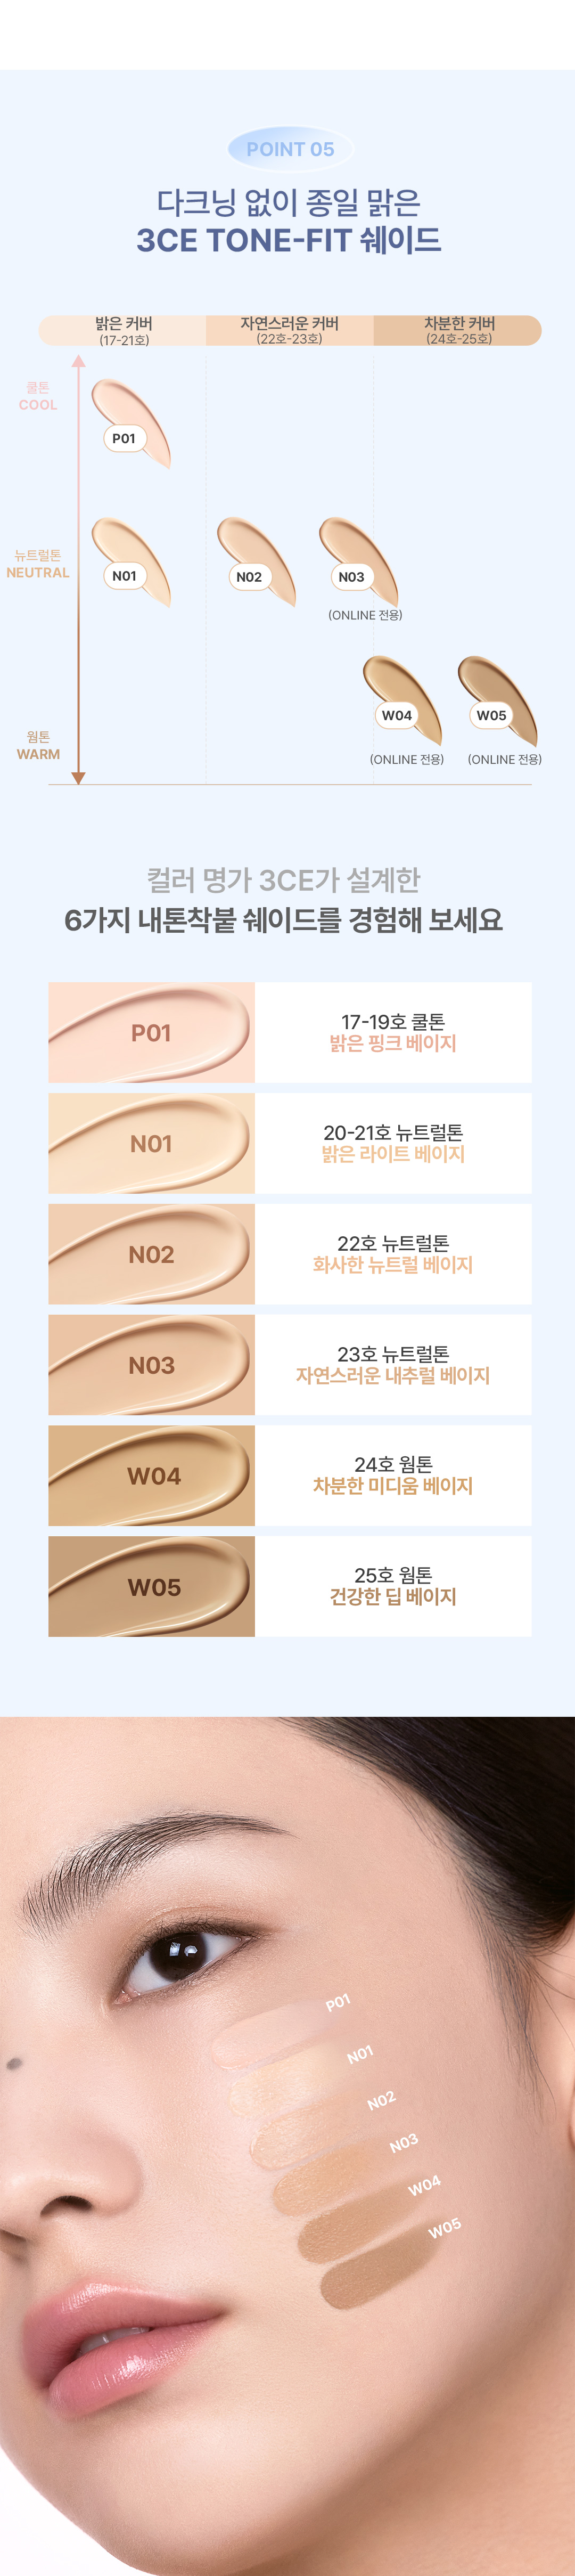 POINT 05
다크닝 없이 종일 맑은
3CE TONE-FIT 쉐이드
밝은 커버
(17-21호)
자연스러운 커버
(22호-23호)
차분한 커버
(24호-25호)
쿨톤
COOL
P01
뉴트럴톤
NEUTRAL
N01
N02
N03
(ONLINE 전용)
웜톤
WARM
W04
(ONLINE 전용)
W05
(ONLINE 전용)
컬러 명가 3CE가 설계한
6가지 내톤착붙 쉐이드를 경험해 보세요
P01
17-19호 쿨톤
밝은 핑크 베이지
N01
20-21호 뉴트럴톤
밝은 라이트 베이지
N02
22호 뉴트럴톤
화사한 뉴트럴 베이지
N03
23호 뉴트럴톤
자연스러운 내추럴 베이지
W04
24호 웜톤
차분한 미디움 베이지
W05
25호 웜톤
건강한 딥 베이지
P01
N01
N02
N03
W04
W05